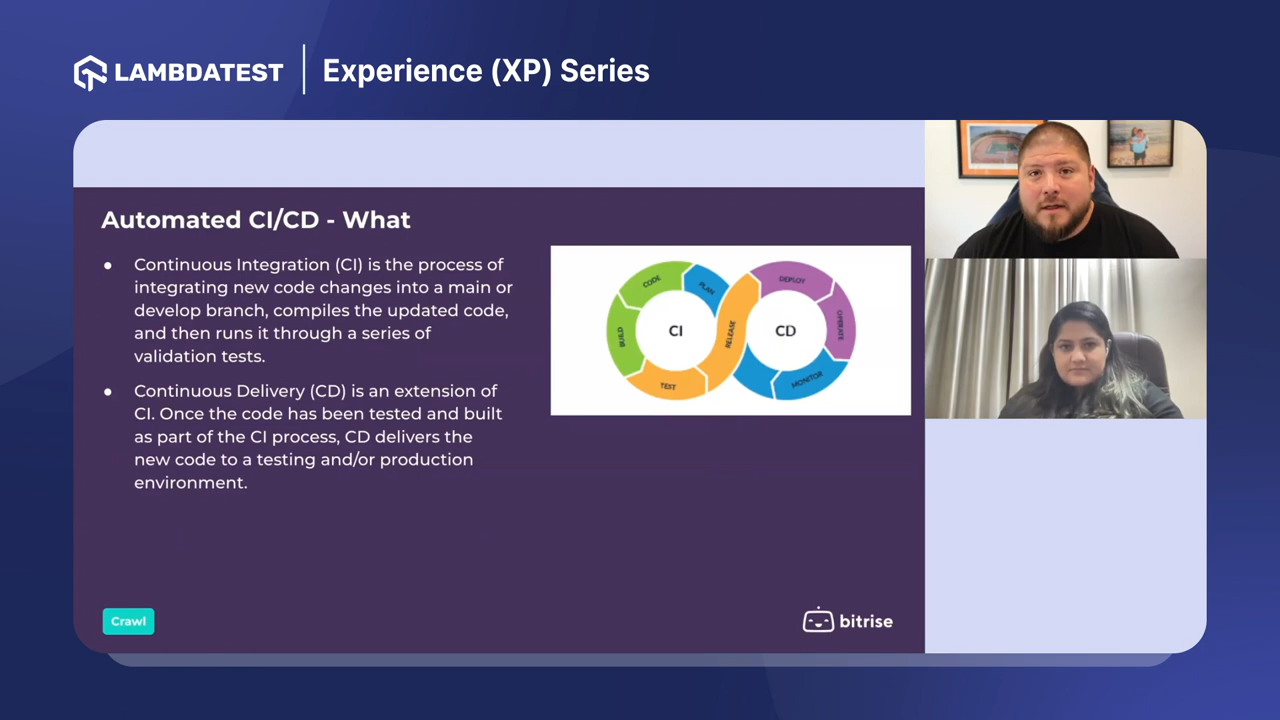 LAMBDATEST
Experience (XP) Series
Automated CI/CD - What
● Continuous Integration (CI) is the process of
integrating new code changes into a main or
develop branch, compiles the updated code,
and then runs it through a series of
validation tests.
● Continuous Delivery (CD) is an extension of
CI. Once the code has been tested and built
as part of the CI process, CD delivers the
new code to a testing and/or production
environment.
CODE
PLAN
BUILD
CI
TEST
RELEASE
DEPLOY
CD
OPERATE
MONITOR
Crawl
bitrise